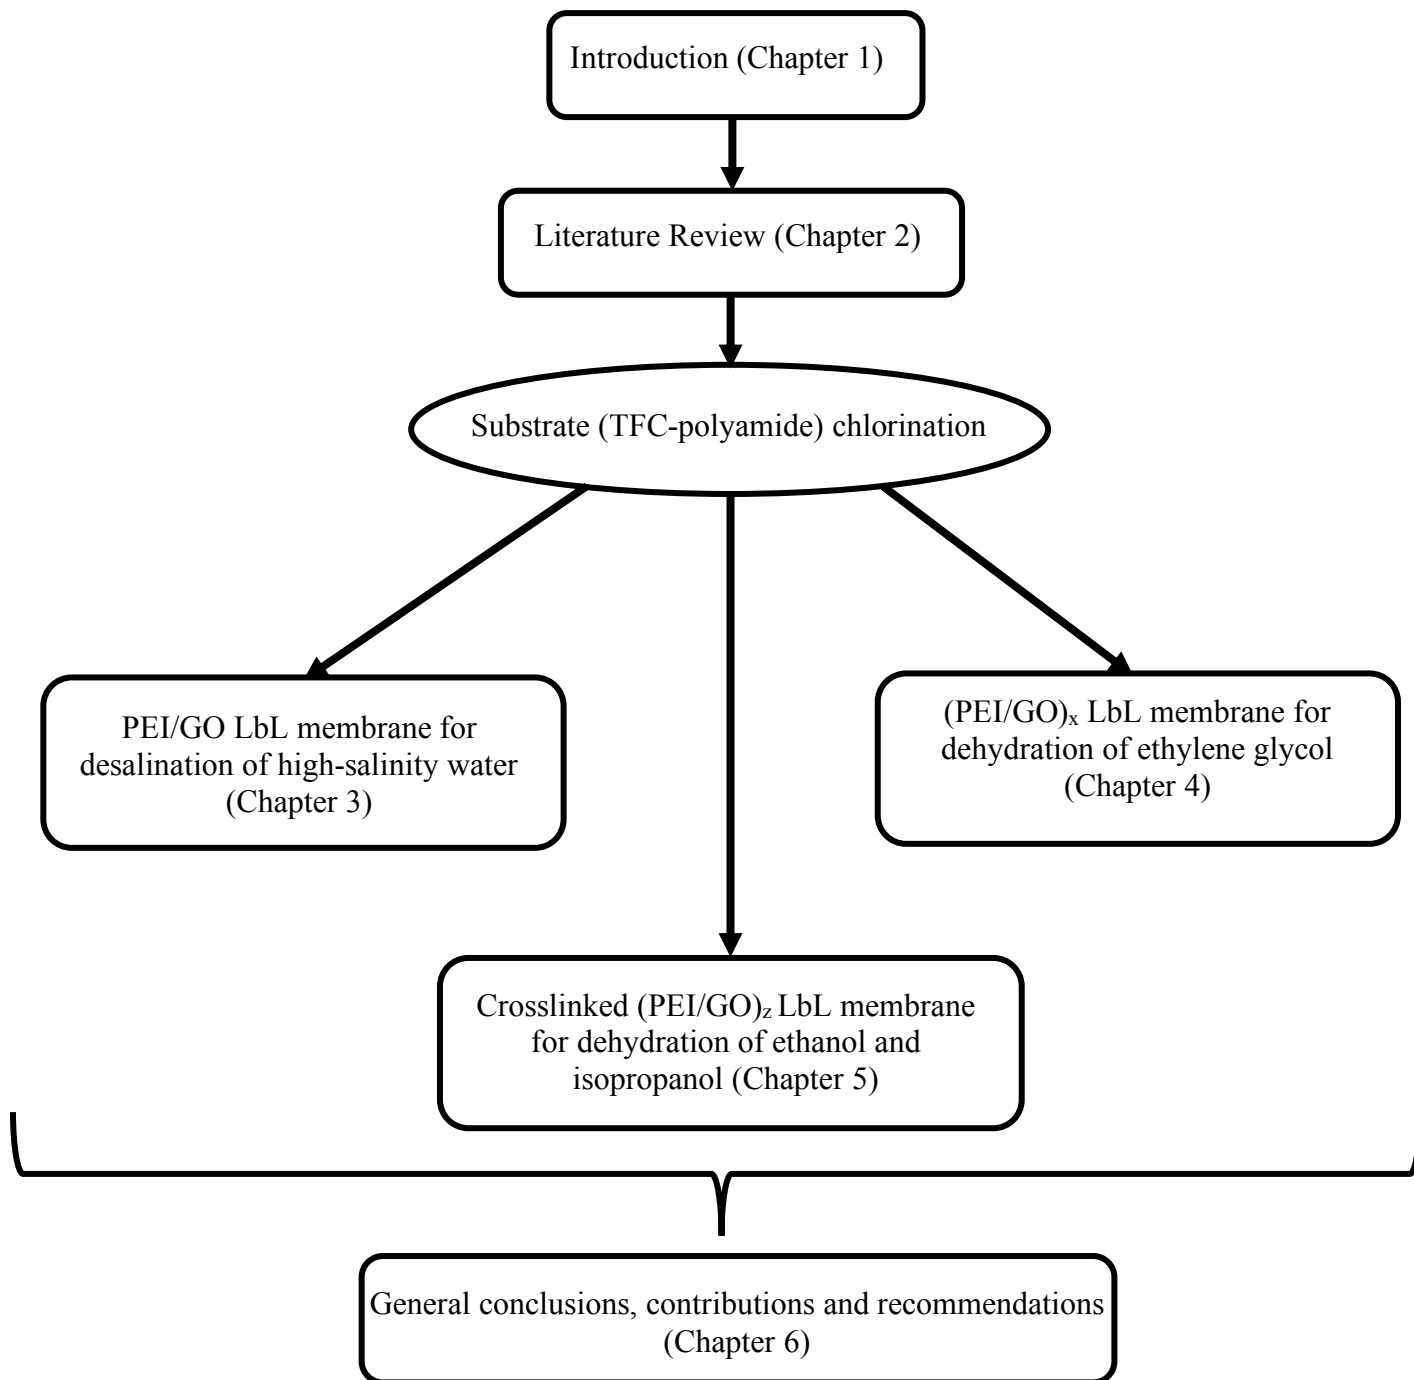 Introduction (Chapter 1)
Literature Review (Chapter 2)
Substrate (TFC-polyamide) chlorination
PEI/GO LbL membrane for
desalination of high-salinity water
(Chapter 3)
(PEI/GO)ₓ LbL membrane for
dehydration of ethylene glycol
(Chapter 4)
Crosslinked (PEI/GO)z LbL membrane
for dehydration of ethanol and
isopropanol (Chapter 5)
General conclusions, contributions and recommendations
(Chapter 6)